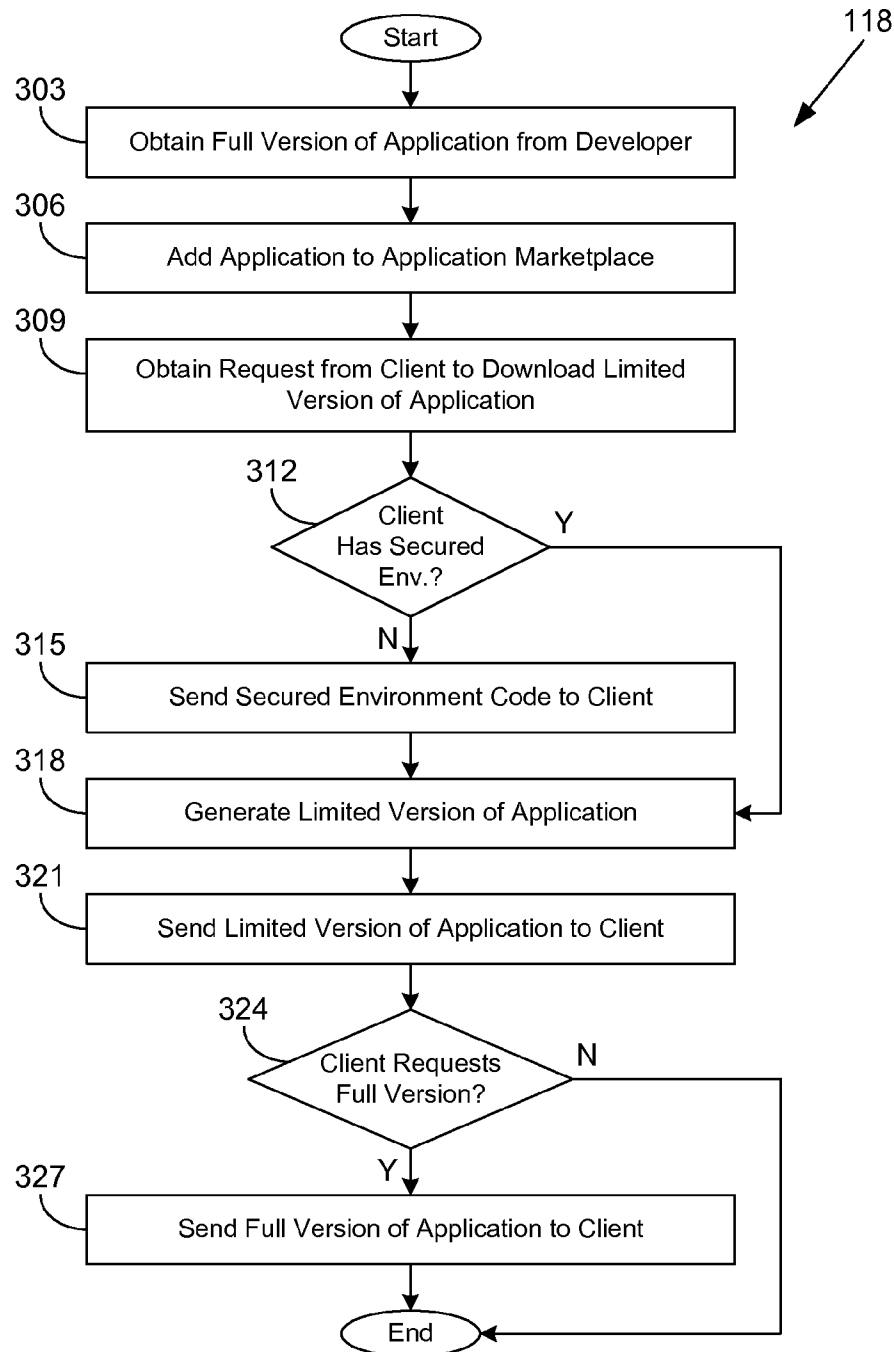 Start
118
303
Obtain Full Version of Application from Developer
306
Add Application to Application Marketplace
309
Obtain Request from Client to Download Limited
Version of Application
312
Client
Has Secured
Env.?
Y
N
315
Send Secured Environment Code to Client
318
Generate Limited Version of Application
321
Send Limited Version of Application to Client
324
Client Requests
Full Version?
N
Y
327
Send Full Version of Application to Client
End